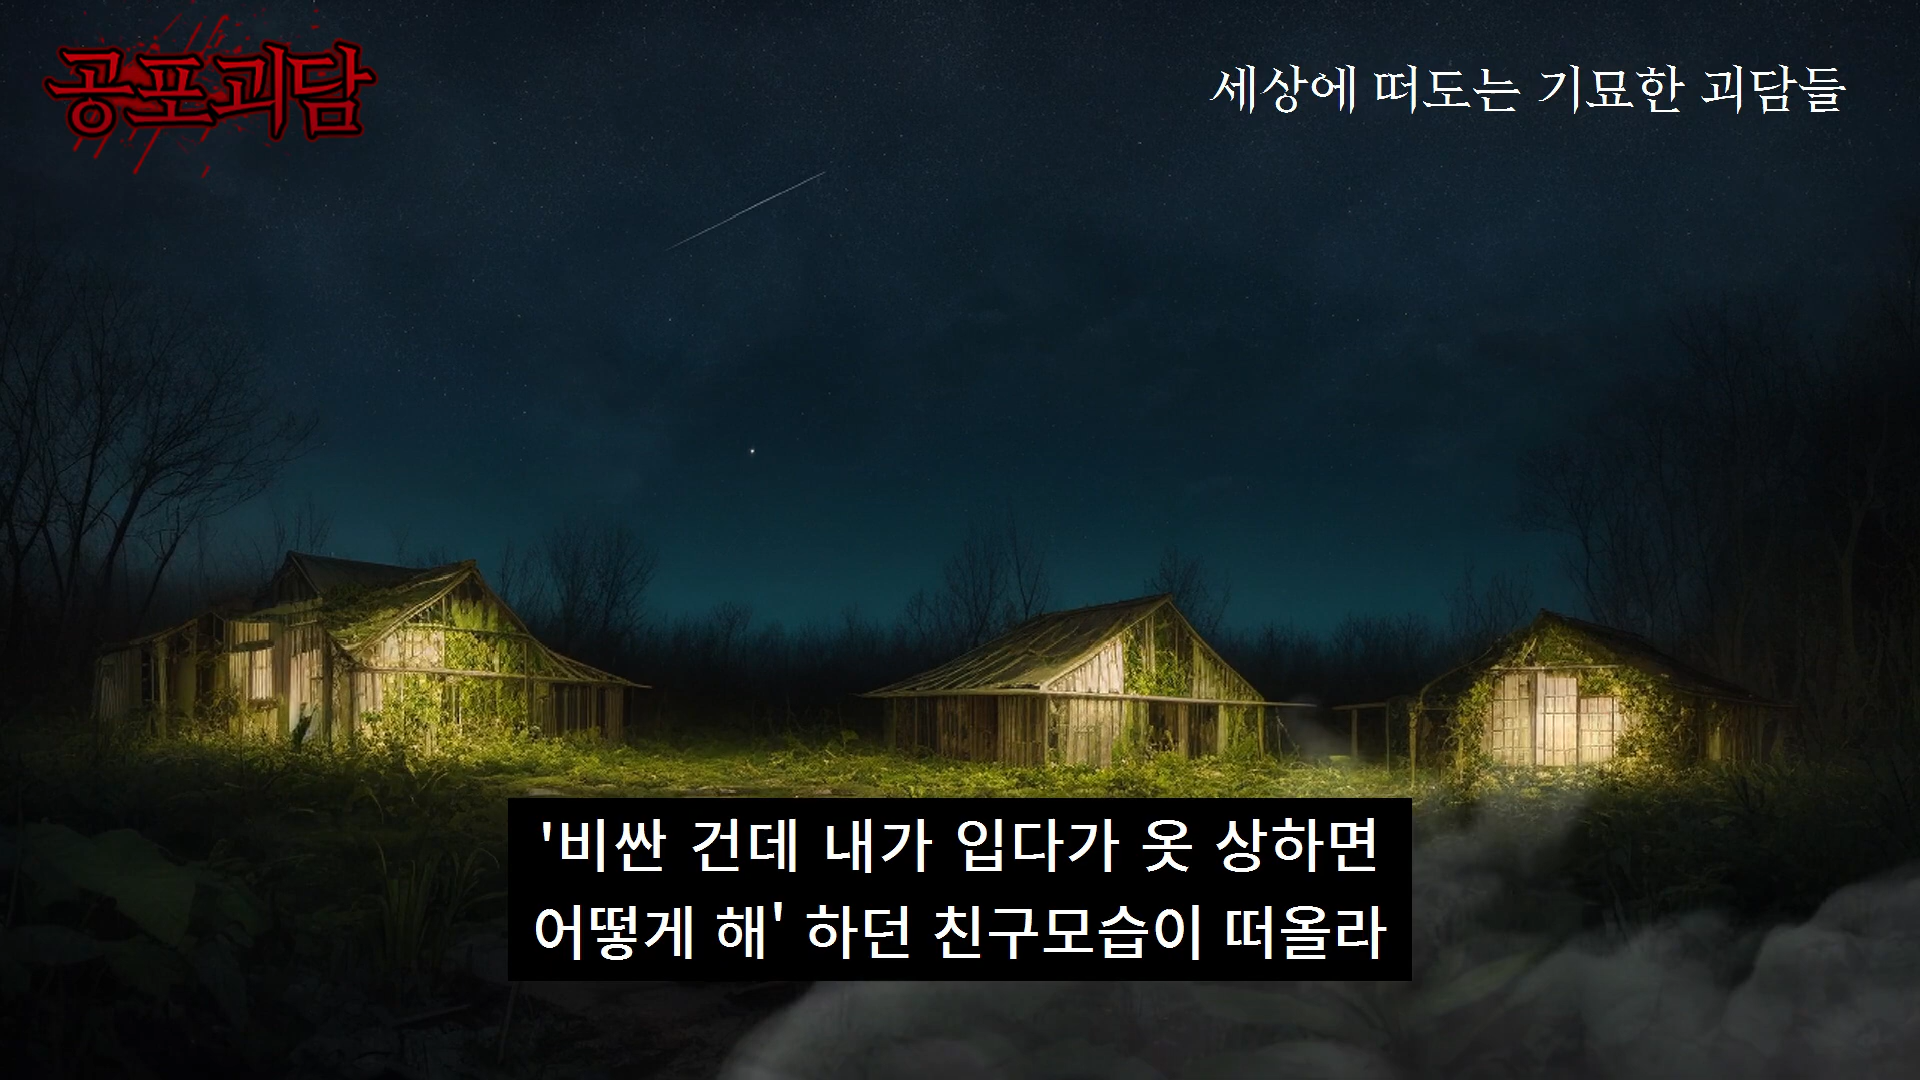 공포괴담
세상에 떠도는 기묘한 괴담들
'비싼 건데 내가 입다가 옷 상하면
어떻게 해' 하던 친구모습이 떠올라